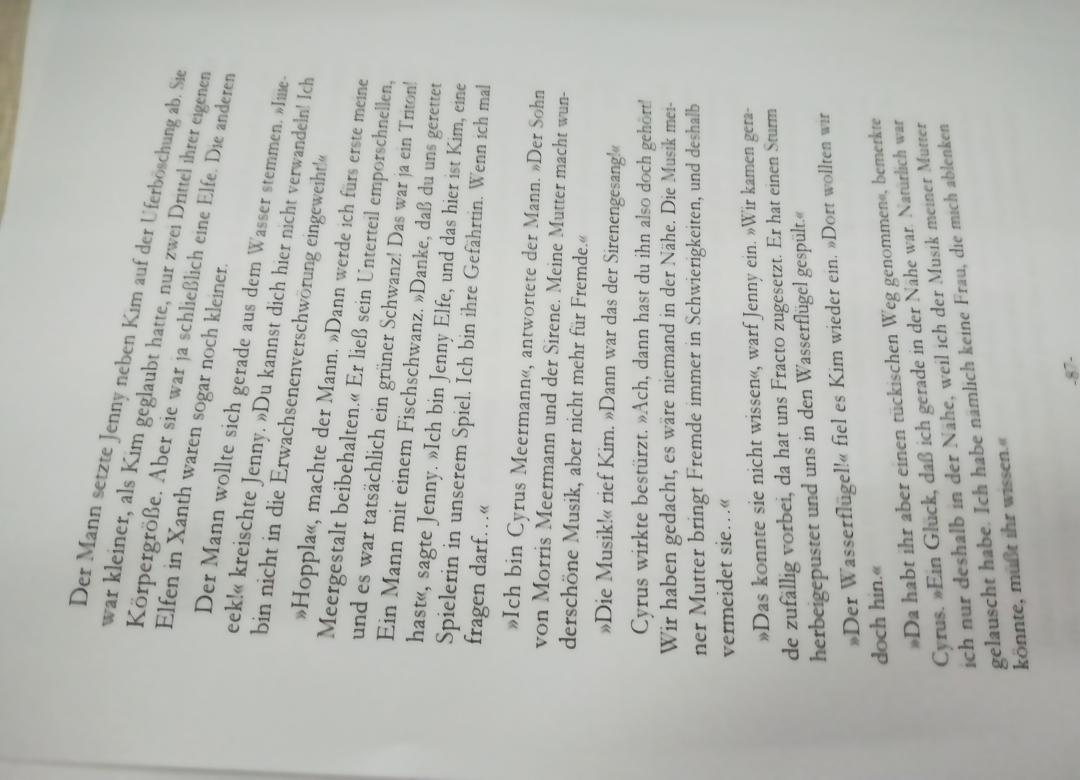 Der Mann setzte Jenny neben Kim auf der Uferböschung ab. Sie
war kleiner, als Kim geglaubt hatte, nur zwei Drittel ihrer eigenen
Körpergröße. Aber sie war ja schließlich eine Elfe. Die anderen
Elfen in Xanth waren sogar noch kleiner.
Der Mann wollte sich gerade aus dem Wasser stemmen. »Iiie-
eek!« kreischte Jenny. »Du kannst dich hier nicht verwandeln! Ich
bin nicht in die Erwachsenenverschwörung eingeweiht!«
»Hoppla«, machte der Mann. »Dann werde ich fürs erste meine
Meergestalt beibehalten.« Er ließ sein Unterteil emporschnellen,
und es war tatsächlich ein grüner Schwanz! Das war ja ein Triton!
Ein Mann mit einem Fischschwanz. »Danke, daß du uns gerettet
hast«, sagte Jenny. »Ich bin Jenny Elfe, und das hier ist Kim, eine
Spielerin in unserem Spiel. Ich bin ihre Gefährtin. Wenn ich mal
fragen darf...«
»Ich bin Cyrus Meermann«, antwortete der Mann. »Der Sohn
von Morris Meermann und der Sirene. Meine Mutter macht wun-
derschöne Musik, aber nicht mehr für Fremde.«
»Die Musik!« rief Kim. »Dann war das der Sirenengesang!«
Cyrus wirkte bestürzt. »Ach, dann hast du ihn also doch gehört!
Wir haben gedacht, es wäre niemand in der Nähe. Die Musik mei-
ner Mutter bringt Fremde immer in Schwierigkeiten, und deshalb
vermeidet sie...«
»Das konnte sie nicht wissen«, warf Jenny ein. »Wir kamen gera-
de zufällig vorbei, da hat uns Fracto zugesetzt. Er hat einen Sturm
herbeigepustet und uns in den Wasserflügel gespült.«
»Der Wasserflügel!« fiel es Kim wieder ein. »Dort wollten wir
doch hin.«
»Da habt ihr aber einen tückischen Weg genommen«, bemerkte
Cyrus. »Ein Glück, daß ich gerade in der Nähe war. Natürlich war
ich nur deshalb in der Nähe, weil ich der Musik meiner Mutter
gelauscht habe. Ich habe nämlich keine Frau, die mich ablenken
könnte, müßt ihr wissen.«
-87-